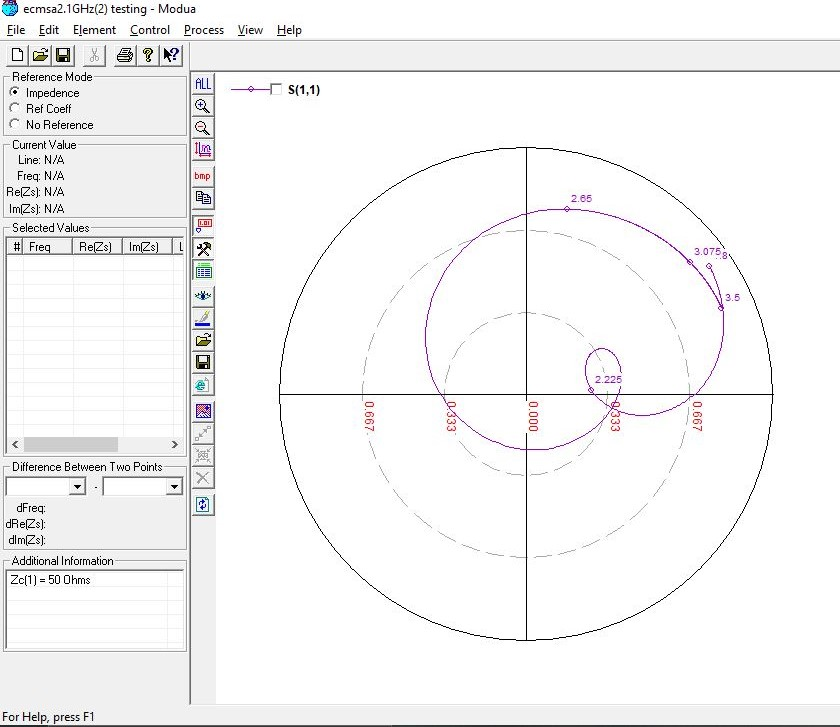 ecmsa2.1GHz(2) testing - Modua
File Edit Element Control Process View Help
Reference Mode
Impedence
Ref Coeff
No Reference
Current Value
Line: N/A
Freq: N/A
Re(Zs): N/A
Im(Zs): N/A
Selected Values
# Freq Re(Zs) Im(Zs) L
Difference Between Two Points
-
dFreq:
dRe(Zs):
dIm(Zs):
Additional Information
Zc(1) = 50 Ohms
ALL
bmp
1.01
S(1,1)
2.65
3.075
8
3.5
2.225
0.667
0.333
0.000
0.333
0.667
For Help, press F1